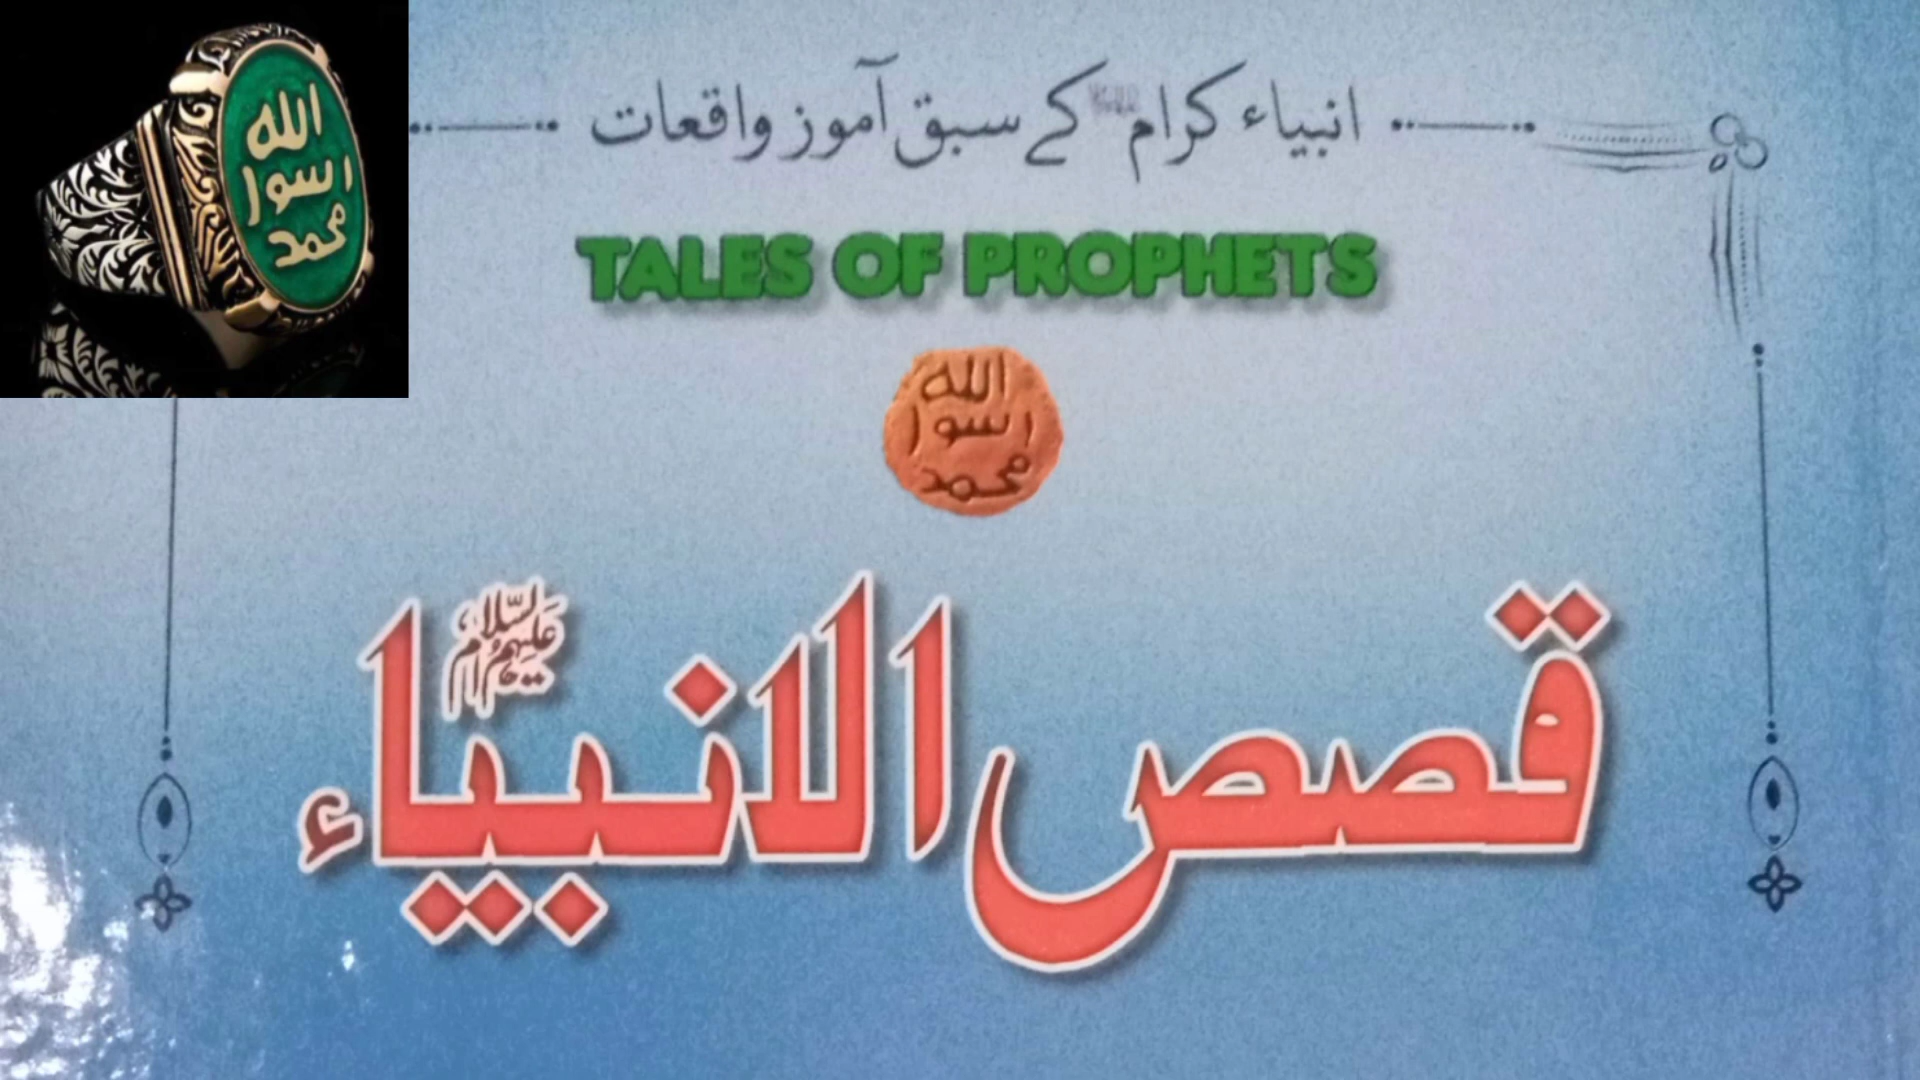 الله
رسول
محمد
انبیاء کرام کے سبق آموز واقعات
TALES OF PROPHETS
الله
رسول
محمد
قصص الانبیاء
علیہم السلام